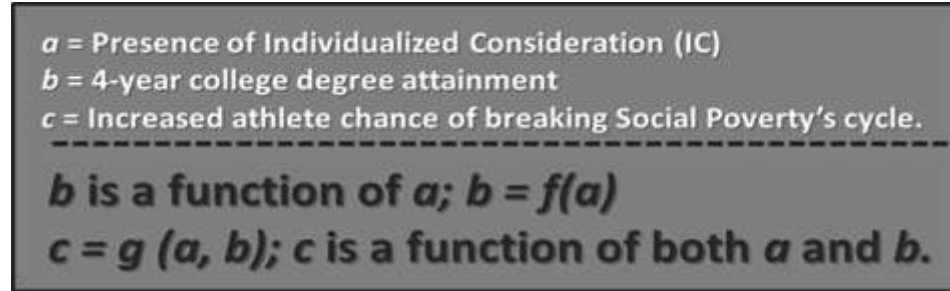 a = Presence of Individualized Consideration (IC)
b = 4-year college degree attainment
c = Increased athlete chance of breaking Social Poverty's cycle.
b is a function of a; b = f(a)
c = g (a, b); c is a function of both a and b.